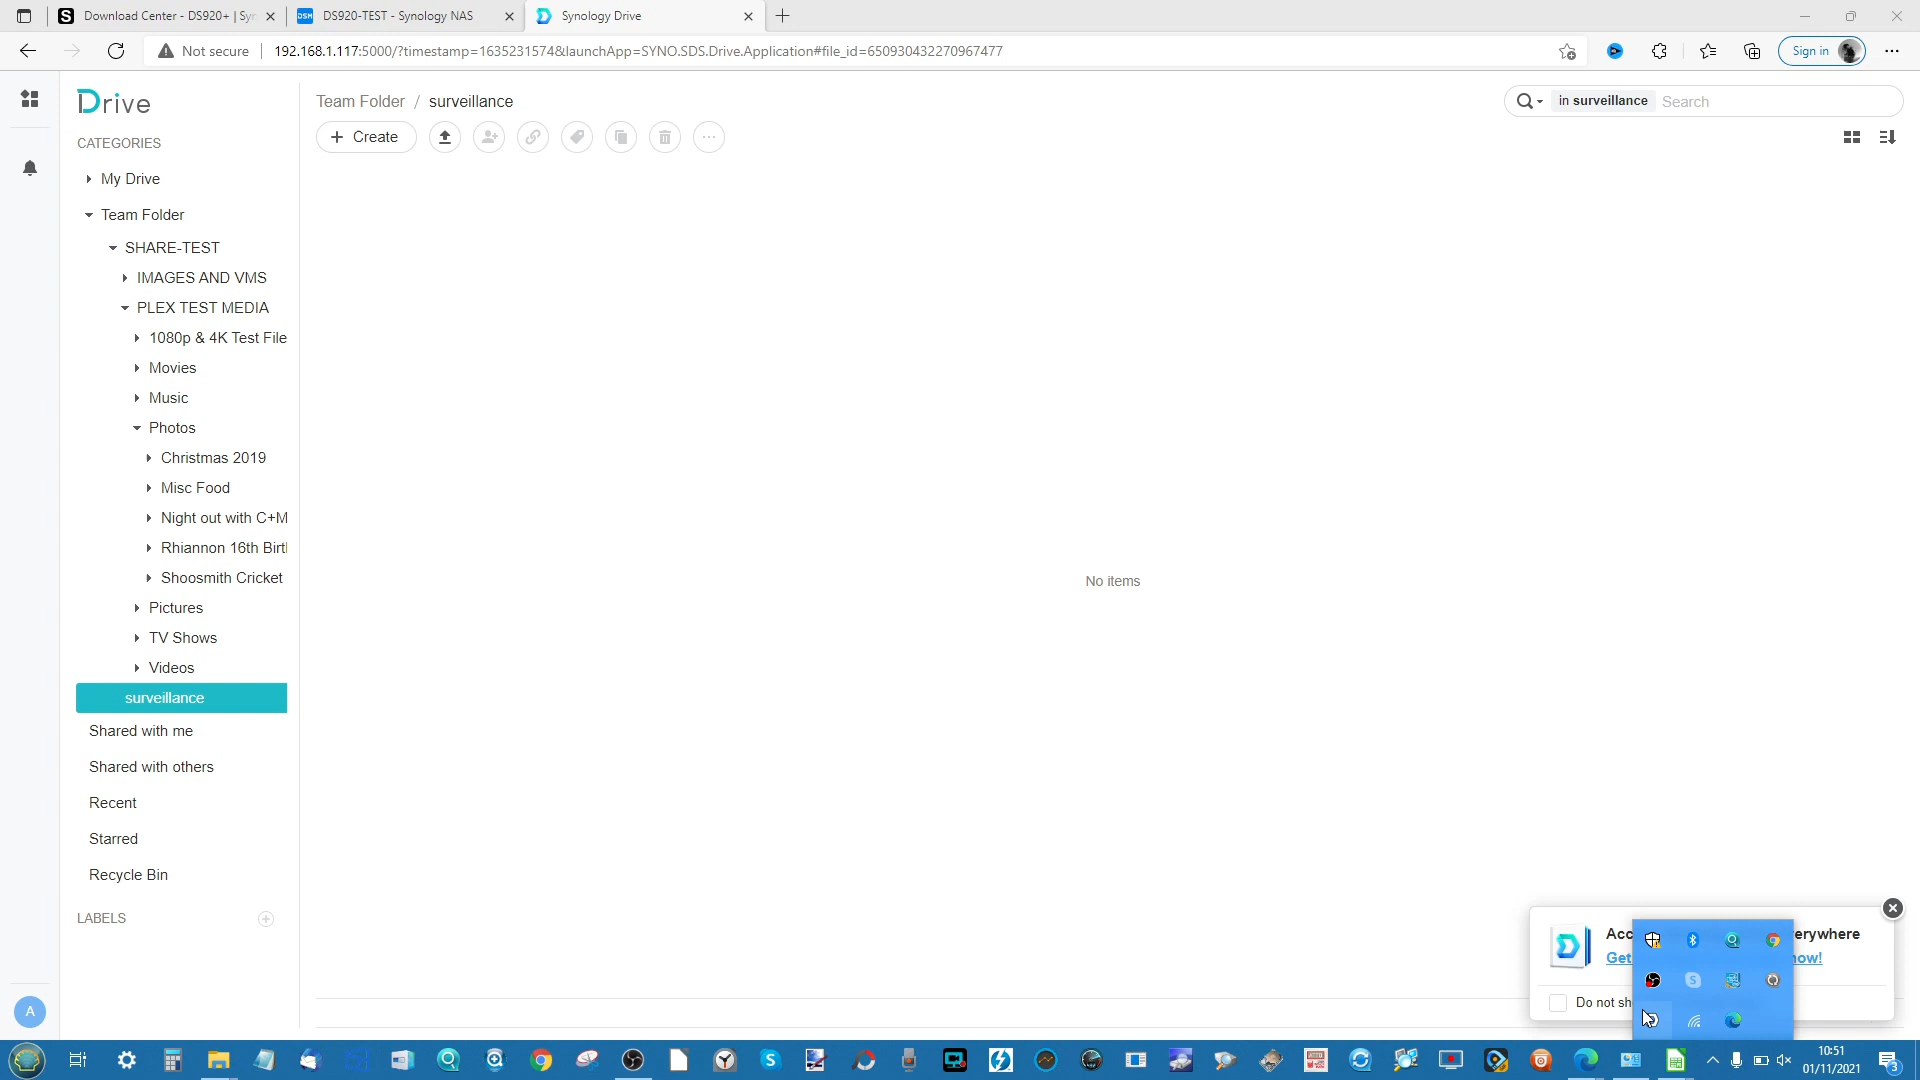 Download Center - DS920+ | Syn
DS920-TEST - Synology NAS
Synology Drive
Not secure
192.168.1.117:5000/?timestamp=1635231574&launchApp=SYNO.SDS.Drive.Application#file_id=650930432270967477
Sign in
Drive
Team Folder / surveillance
in surveillance
Search
+ Create
CATEGORIES
My Drive
Team Folder
SHARE-TEST
IMAGES AND VMS
PLEX TEST MEDIA
1080p & 4K Test File
Movies
Music
Photos
Christmas 2019
Misc Food
Night out with C+M
Rhiannon 16th Birt
Shoosmith Cricket
Pictures
TV Shows
Videos
surveillance
Shared with me
Shared with others
Recent
Starred
Recycle Bin
LABELS
No items
Acc
erywhere
Get
now!
Do not sh
A
10:51
01/11/2021
3